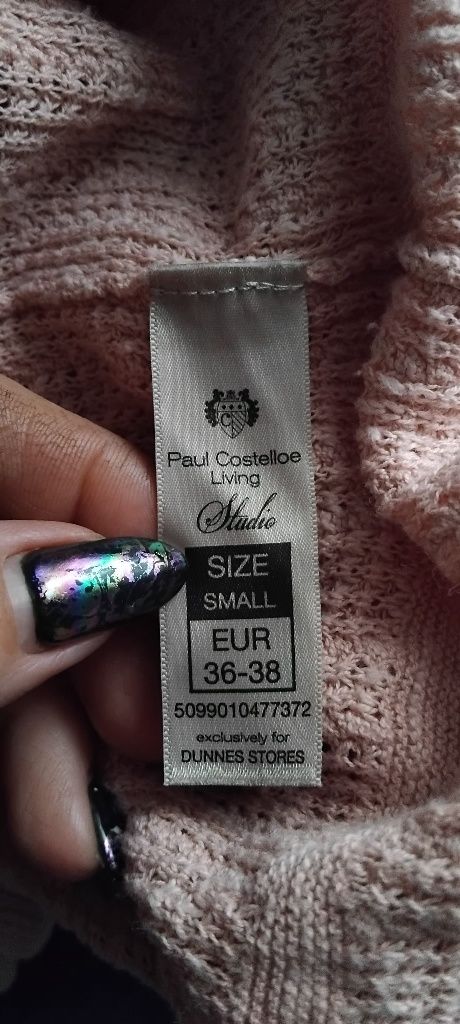 Paul Costelloe
Living
Studio
SIZE
SMALL
EUR
36-38
5099010477372
exclusively for
DUNNES STORES